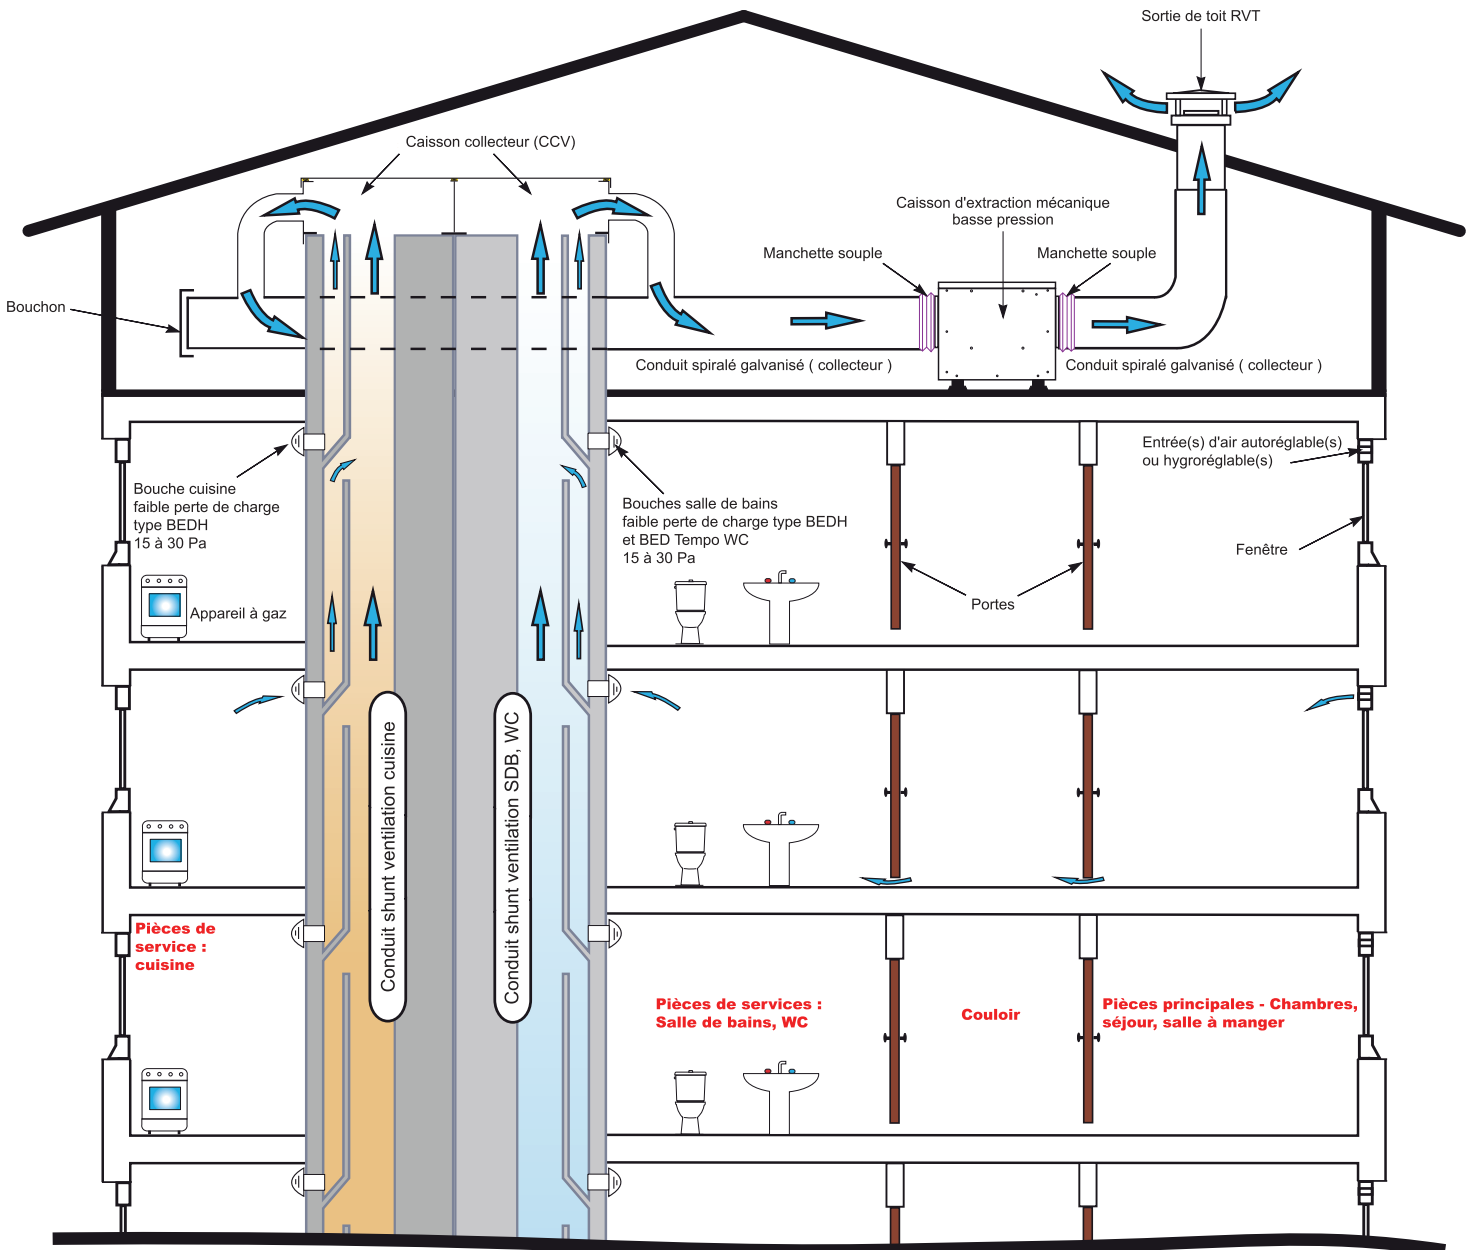 Sortie de toit RVT
Caisson collecteur (CCV)
Caisson d'extraction mécanique
basse pression
Manchette souple
Manchette souple
Bouchon
Conduit spiralé galvanisé ( collecteur )
Conduit spiralé galvanisé ( collecteur )
Entrée(s) d'air autoréglable(s)
ou hygroréglable(s)
Bouche cuisine
faible perte de charge
type BEDH
15 à 30 Pa
Bouches salle de bains
faible perte de charge type BEDH
et BED Tempo WC
15 à 30 Pa
Fenêtre
Appareil à gaz
Portes
Conduit shunt ventilation cuisine
Conduit shunt ventilation SDB, WC
Pièces de
service :
cuisine
Pièces de services :
Salle de bains, WC
Couloir
Pièces principales - Chambres,
séjour, salle à manger